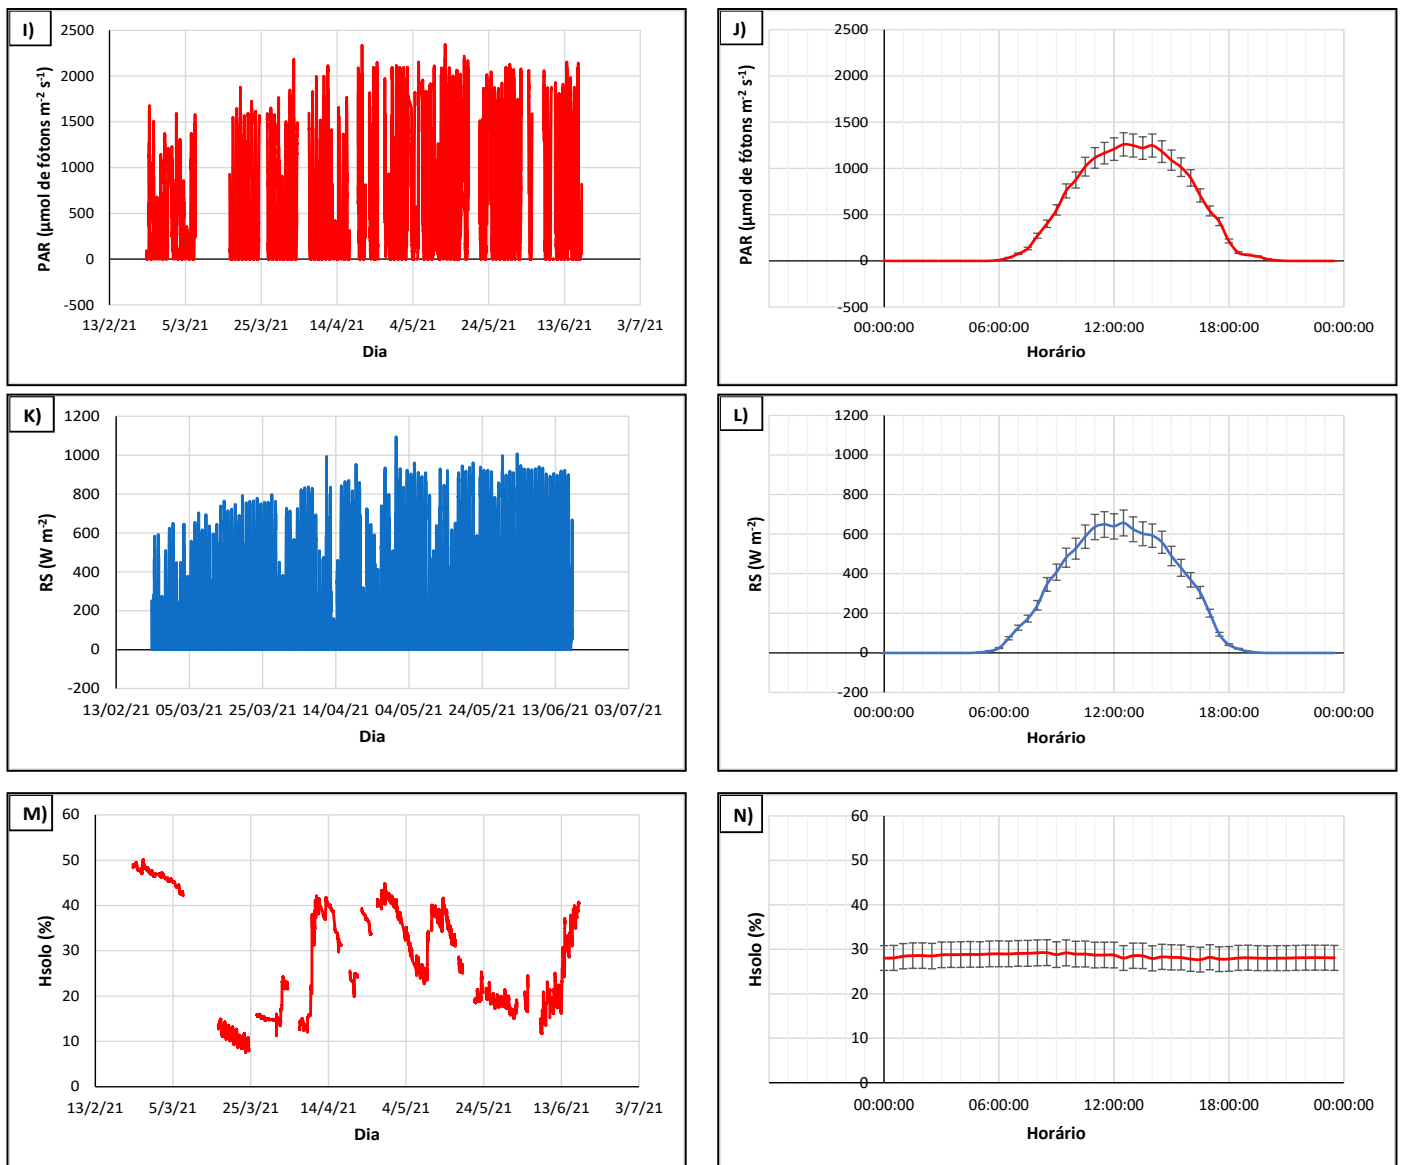 I)
PAR (µmol de fótons m⁻² s⁻¹)
2500
2000
1500
1000
500
0
-500
13/2/21 5/3/21 25/3/21 14/4/21 4/5/21 24/5/21 13/6/21 3/7/21
Dia
J)
PAR (µmol de fótons m⁻² s⁻¹)
2500
2000
1500
1000
500
0
-500
00:00:00 06:00:00 12:00:00 18:00:00 00:00:00
Horário
K)
RS (W m⁻²)
1200
1000
800
600
400
200
0
-200
13/02/21 05/03/21 25/03/21 14/04/21 04/05/21 24/05/21 13/06/21 03/07/21
Dia
L)
RS (W m⁻²)
1200
1000
800
600
400
200
0
-200
00:00:00 06:00:00 12:00:00 18:00:00 00:00:00
Horário
M)
Hsolo (%)
60
50
40
30
20
10
0
13/2/21 5/3/21 25/3/21 14/4/21 4/5/21 24/5/21 13/6/21 3/7/21
Dia
N)
Hsolo (%)
60
50
40
30
20
10
0
00:00:00 06:00:00 12:00:00 18:00:00 00:00:00
Horário